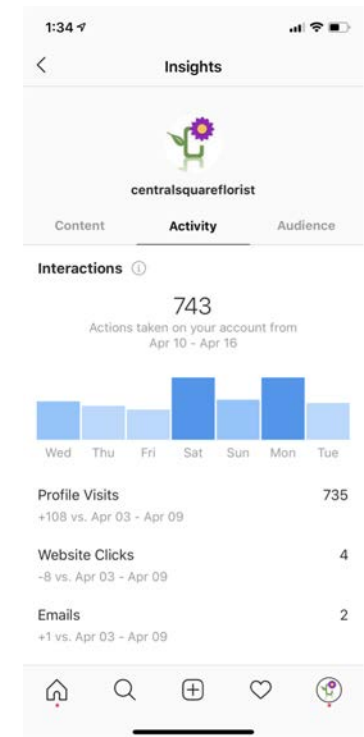 1:34
Insights
centralsquareflorist
Content Activity Audience
Interactions
743
Actions taken on your account from
Apr 10 - Apr 16
Wed Thu Fri Sat Sun Mon Tue
Profile Visits 735
+108 vs. Apr 03 - Apr 09
Website Clicks 4
-8 vs. Apr 03 - Apr 09
Emails 2
+1 vs. Apr 03 - Apr 09